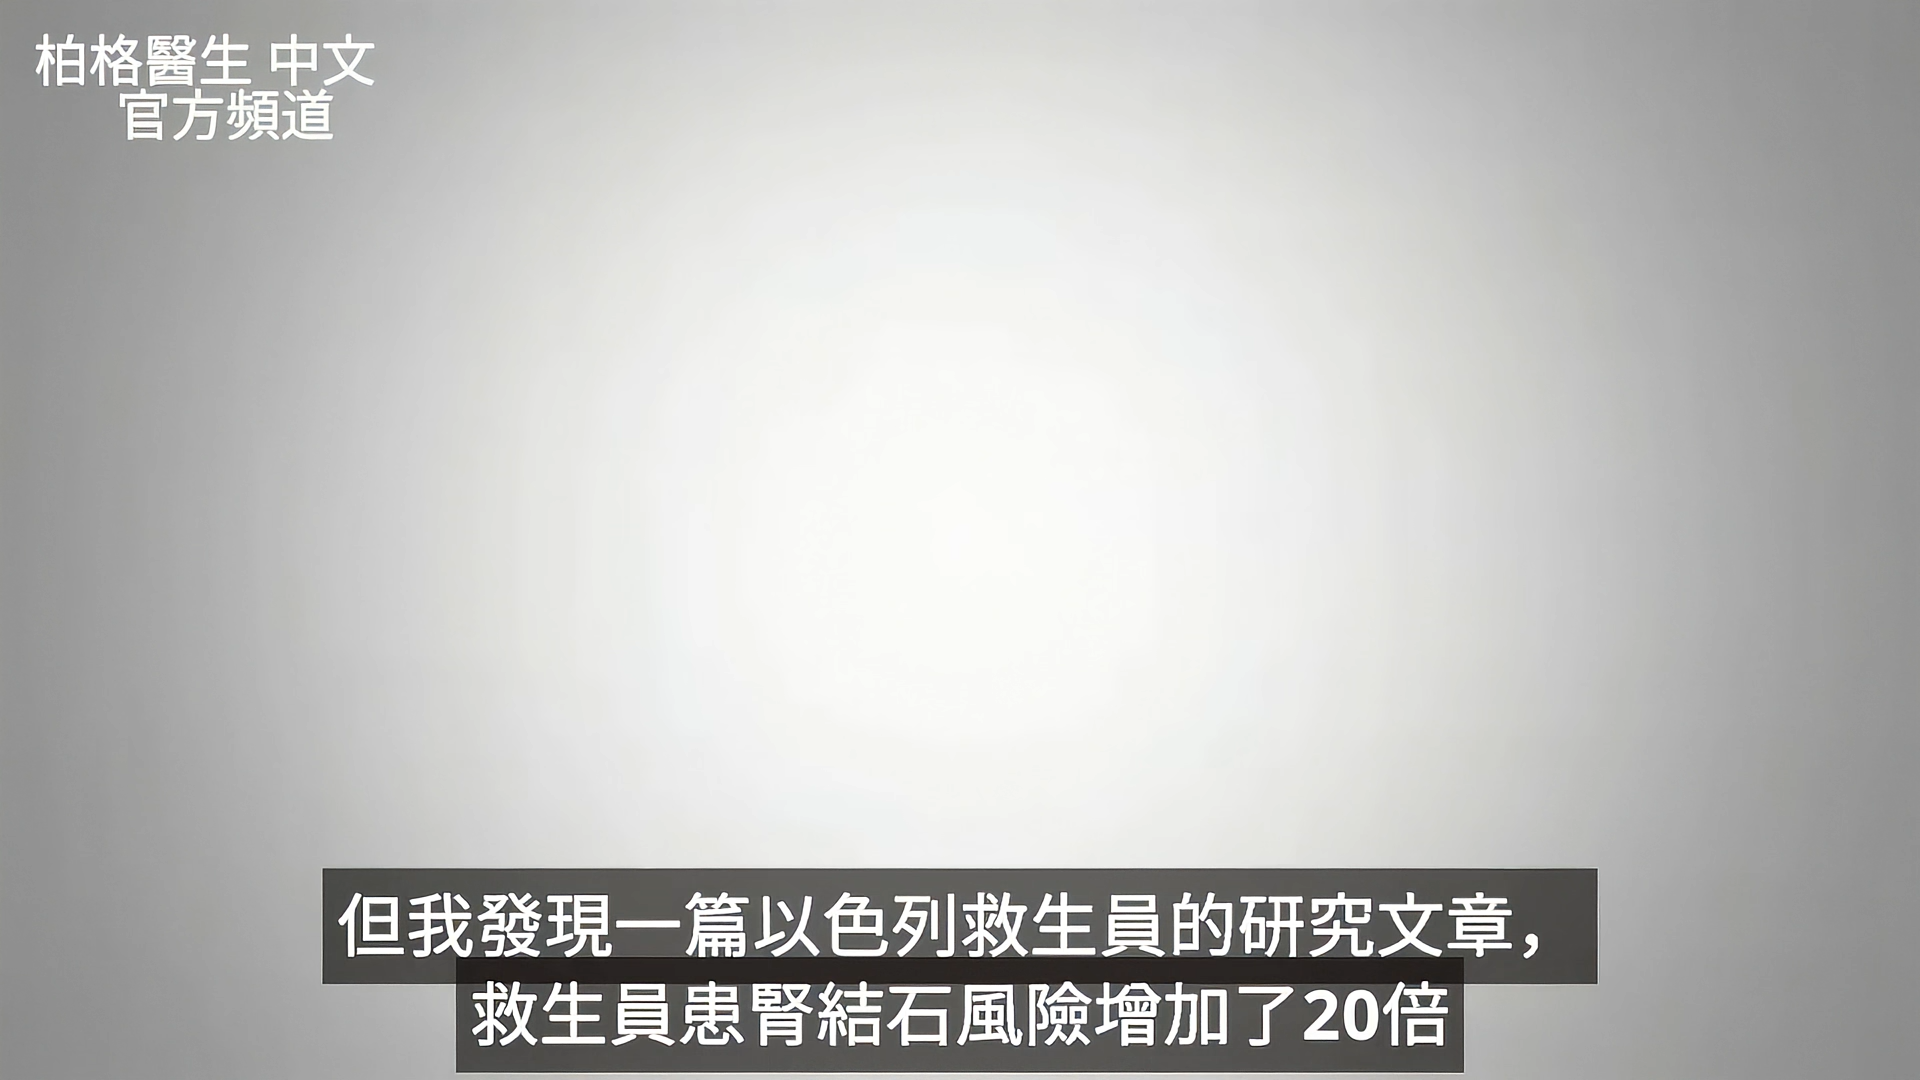 柏格醫生 中文
官方頻道
但我發現一篇以色列救生員的研究文章，
救生員患腎結石風險增加了20倍